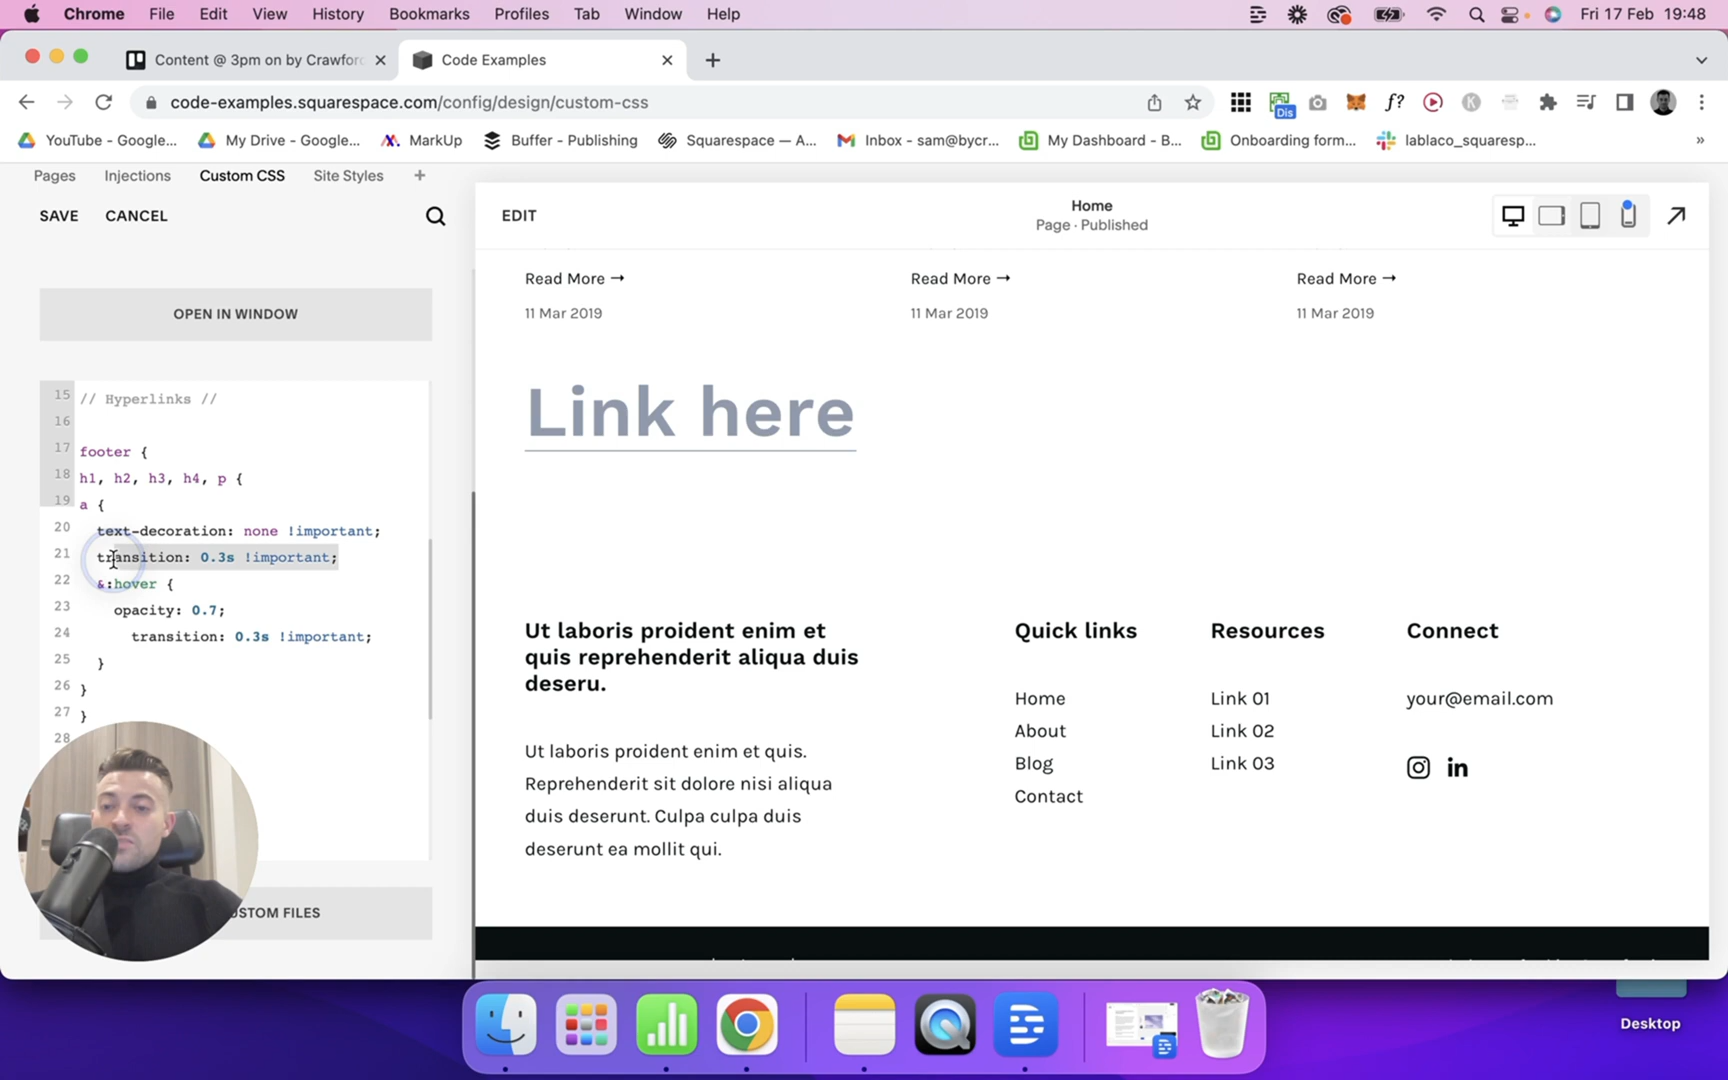 Chrome File Edit View History Bookmarks Profiles Tab Window Help
Fri 17 Feb 19:48
Content @ 3pm on by Crawfor
Code Examples
code-examples.squarespace.com/config/design/custom-css
f?
Dis
YouTube - Google...
My Drive - Google...
MarkUp
Buffer - Publishing
Squarespace — A...
Inbox - sam@bycr...
My Dashboard - B...
Onboarding form...
lablaco_squaresp...
»
Pages Injections Custom CSS Site Styles +
SAVE CANCEL
EDIT
Home
Page · Published
OPEN IN WINDOW
15 // Hyperlinks //
16
17 footer {
18 h1, h2, h3, h4, p {
19 a {
20 text-decoration: none !important;
21 transition: 0.3s !important;
22 &:hover {
23 opacity: 0.7;
24 transition: 0.3s !important;
25 }
26 }
27 }
28
USTOM FILES
Read More → Read More → Read More →
11 Mar 2019 11 Mar 2019 11 Mar 2019
Link here
Ut laboris proident enim et
quis reprehenderit aliqua duis
deseru.
Ut laboris proident enim et quis.
Reprehenderit sit dolore nisi aliqua
duis deserunt. Culpa culpa duis
deserunt ea mollit qui.
Quick links
Home
About
Blog
Contact
Resources
Link 01
Link 02
Link 03
Connect
your@email.com
in
Desktop